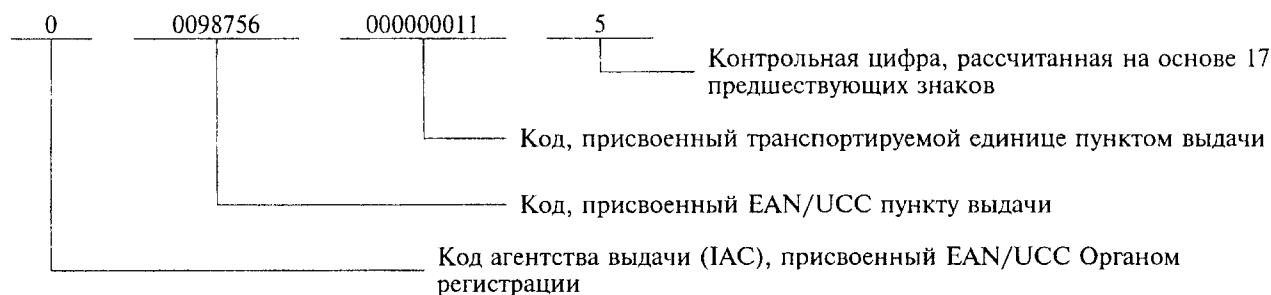 0 0098756 000000011 5
Контрольная цифра, рассчитанная на основе 17
предшествующих знаков
Код, присвоенный транспортируемой единице пунктом выдачи
Код, присвоенный EAN/UCC пункту выдачи
Код агентства выдачи (IAC), присвоенный EAN/UCC Органом
регистрации